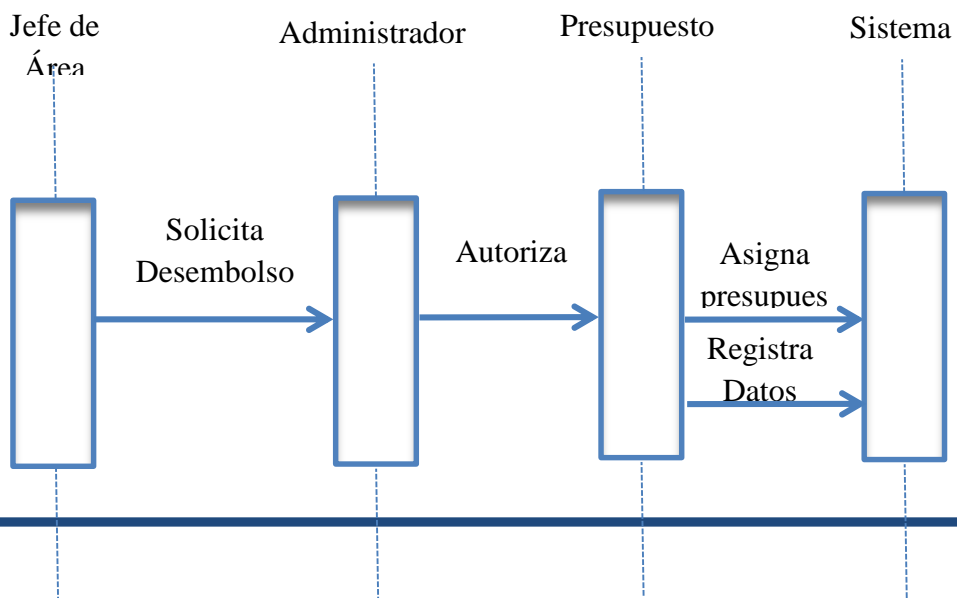 Jefe de
Área
Administrador
Presupuesto
Sistema
Solicita
Desembolso
Autoriza
Asigna
presupues
Registra
Datos